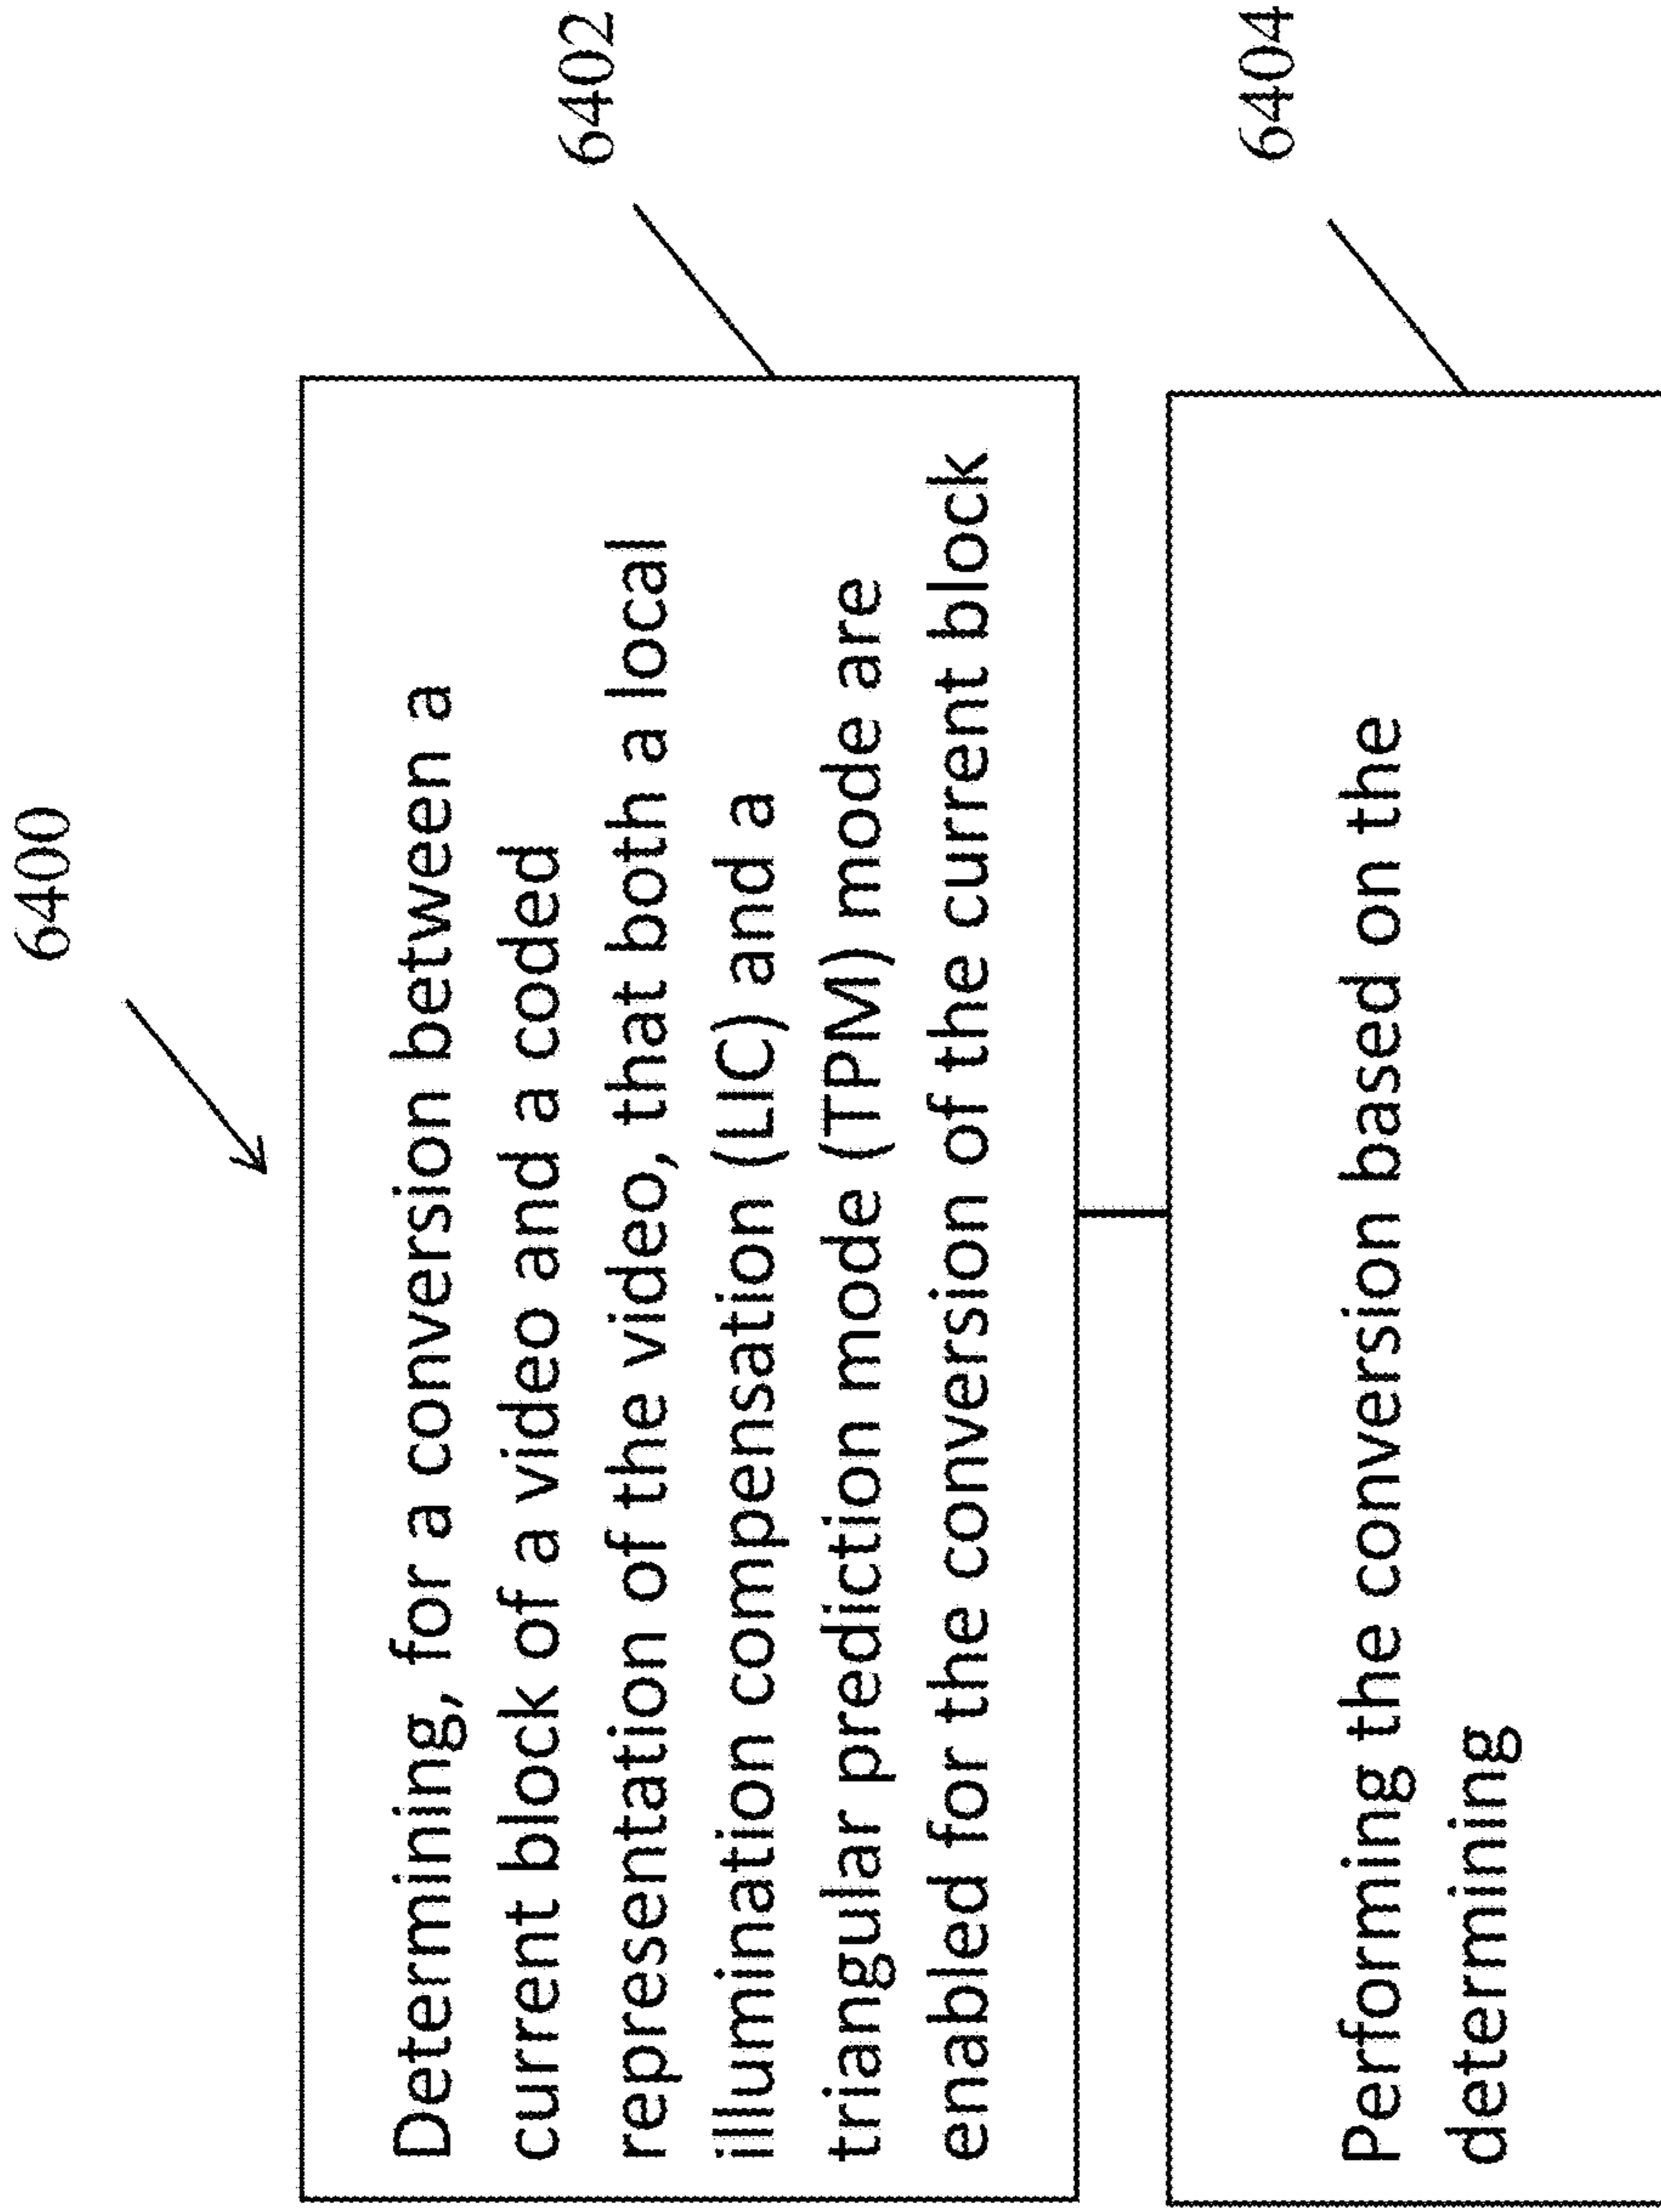 6400
Determining, for a conversion between a
current block of a video and a coded
representation of the video, that both a local
illumination compensation (LIC) and a
triangular prediction mode (TPM) mode are
enabled for the conversion of the current block
6402
Performing the conversion based on the
determining
6404